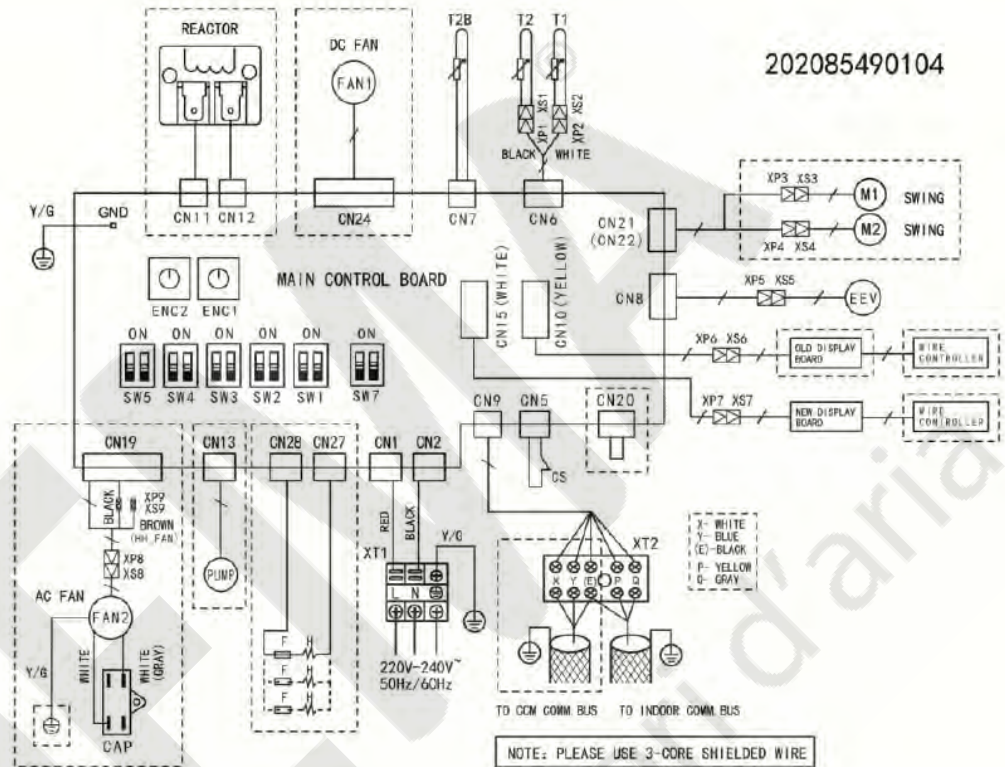 REACTOR
DC FAN
FAN1
T2B
T2
T1
XP1 XS1
XP2 XS2
BLACK
WHITE
202085490104
XP3 XS3
M1
SWING
XP4 XS4
M2
SWING
Y/G
GND
CN11
CN12
CN24
CN7
CN6
CN21
(CN22)
ENC2
ENC1
MAIN CONTROL BOARD
CN15(WHITE)
CN10(YELLOW)
CN8
XP5 XS5
EEV
ON
ON
ON
ON
ON
ON
SW5
SW4
SW3
SW2
SW1
SW7
XP6 XS6
OLD DISPLAY
BOARD
WIRE
CONTROLLER
XP7 XS7
NEW DISPLAY
BOARD
WIRE
CONTROLLER
CN19
CN13
CN28
CN27
CN1
CN2
CN9
CN5
CN20
CS
BLACK
XP9
XS9
BROWN
(HH_FAN)
XP8
XS8
AC FAN
FAN2
Y/G
WHITE
WHITE
(GRAY)
CAP
PUMP
F
H
F
H
F
H
RED
BLACK
Y/G
XT1
L
N
220V-240V~
50Hz/60Hz
XT2
X
Y
(E)
P
Q
X- WHITE
Y- BLUE
(E)-BLACK
P- YELLOW
Q- GRAY
TO CCM COMM.BUS
TO INDOOR COMM.BUS
NOTE: PLEASE USE 3-CORE SHIELDED WIRE
ri d'aria